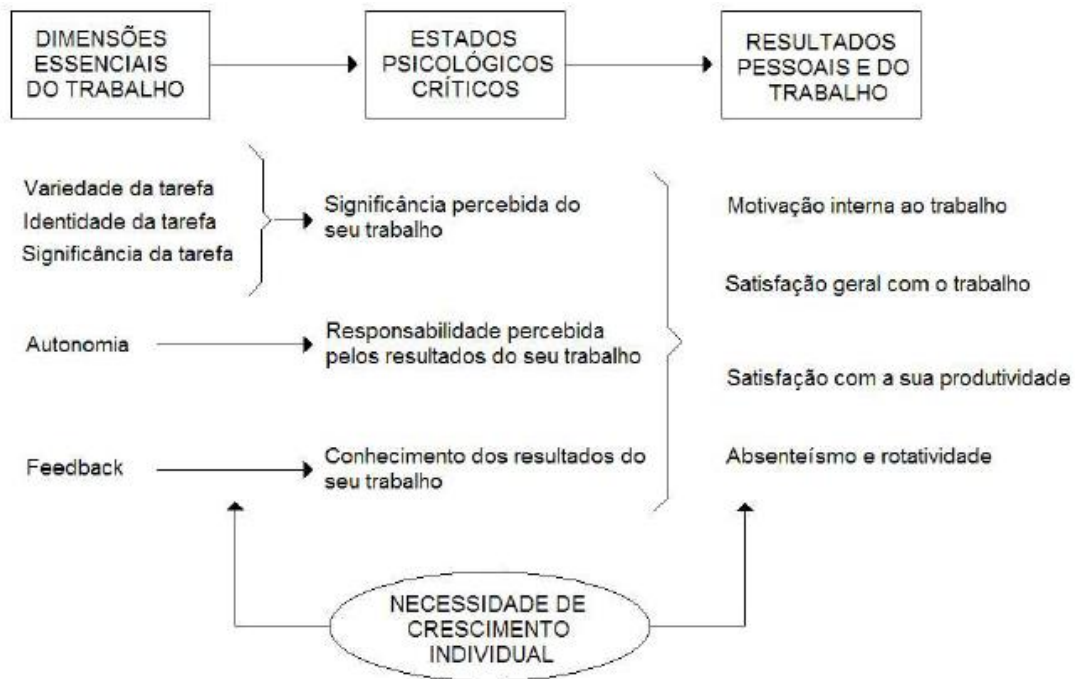 DIMENSÕES
ESSENCIAIS
DO TRABALHO
ESTADOS
PSICOLÓGICOS
CRÍTICOS
RESULTADOS
PESSOAIS E DO
TRABALHO
Variedade da tarefa
Identidade da tarefa
Significância da tarefa
Significância percebida do
seu trabalho
Motivação interna ao trabalho
Satisfação geral com o trabalho
Autonomia
Responsabilidade percebida
pelos resultados do seu trabalho
Satisfação com a sua produtividade
Feedback
Conhecimento dos resultados do
seu trabalho
Absenteísmo e rotatividade
NECESSIDADE DE
CRESCIMENTO
INDIVIDUAL